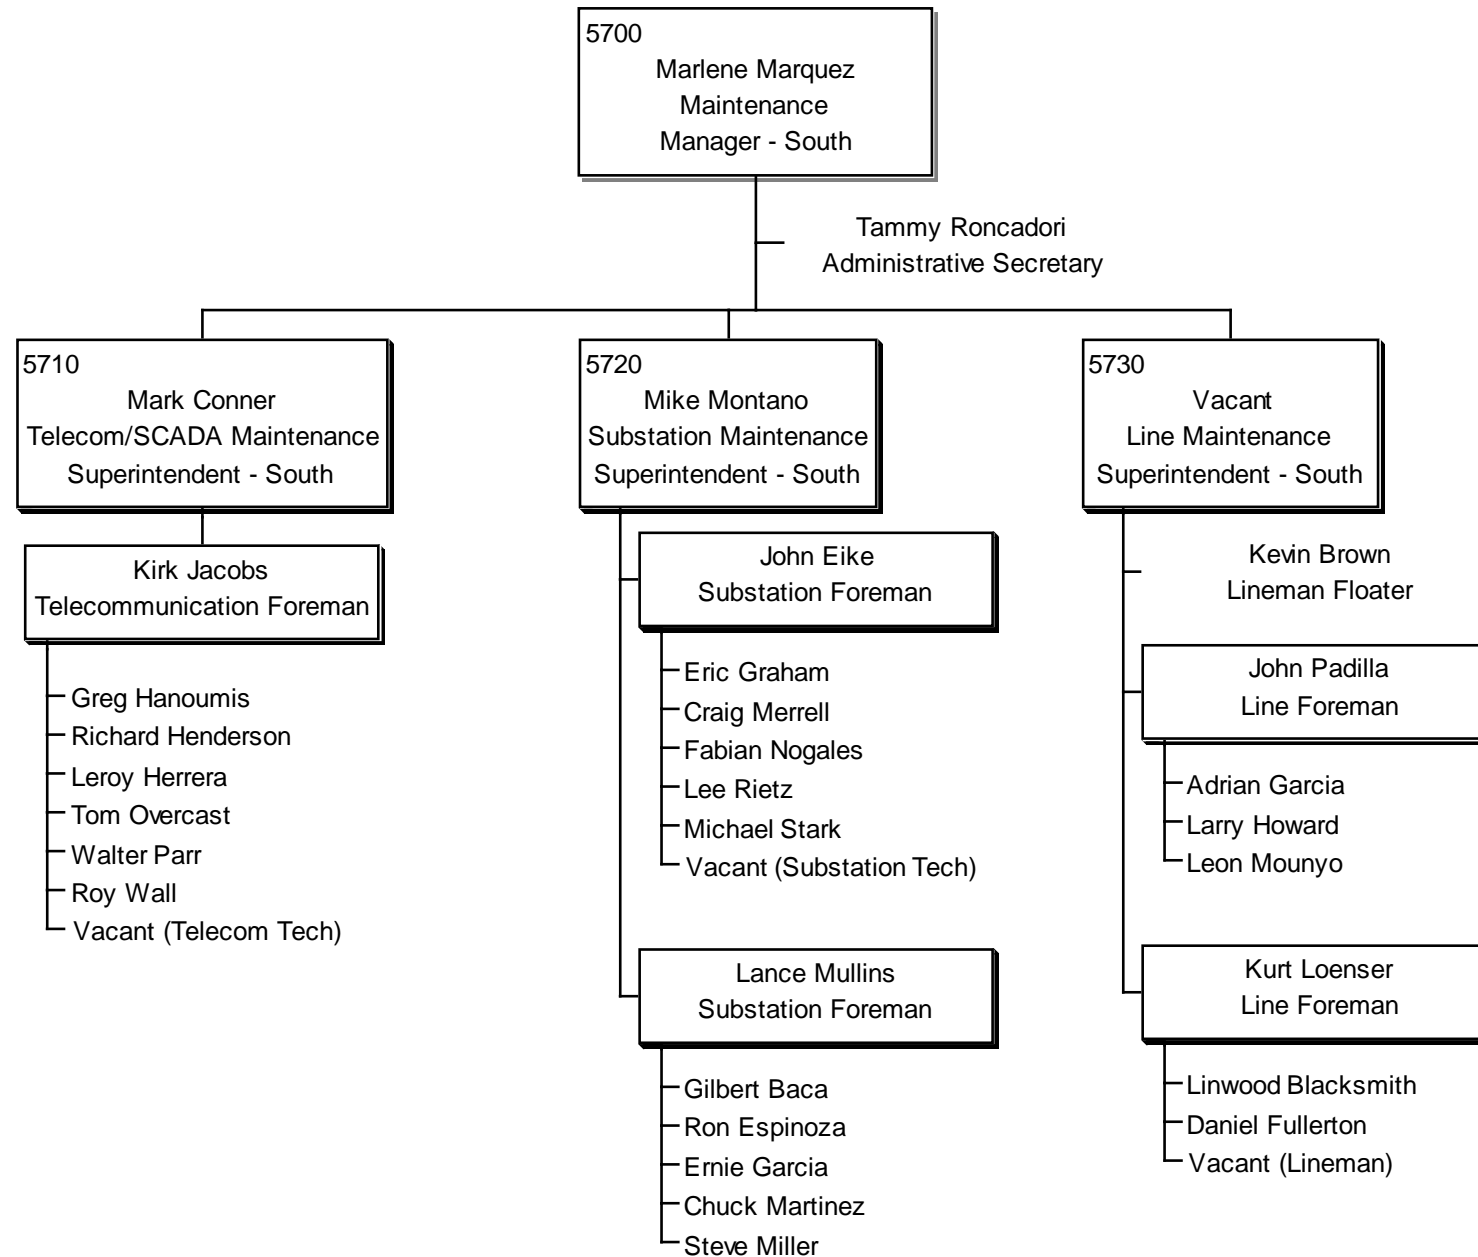 5700
Marlene Marquez
Maintenance
Manager - South
Tammy Roncadori
Administrative Secretary
5710
Mark Conner
Telecom/SCADA Maintenance
Superintendent - South
Kirk Jacobs
Telecommunication Foreman
Greg Hanoumis
Richard Henderson
Leroy Herrera
Tom Overcast
Walter Parr
Roy Wall
Vacant (Telecom Tech)
5720
Mike Montano
Substation Maintenance
Superintendent - South
John Eike
Substation Foreman
Eric Graham
Craig Merrell
Fabian Nogales
Lee Rietz
Michael Stark
Vacant (Substation Tech)
Lance Mullins
Substation Foreman
Gilbert Baca
Ron Espinoza
Ernie Garcia
Chuck Martinez
Steve Miller
5730
Vacant
Line Maintenance
Superintendent - South
Kevin Brown
Lineman Floater
John Padilla
Line Foreman
Adrian Garcia
Larry Howard
Leon Mounyo
Kurt Loenser
Line Foreman
Linwood Blacksmith
Daniel Fullerton
Vacant (Lineman)